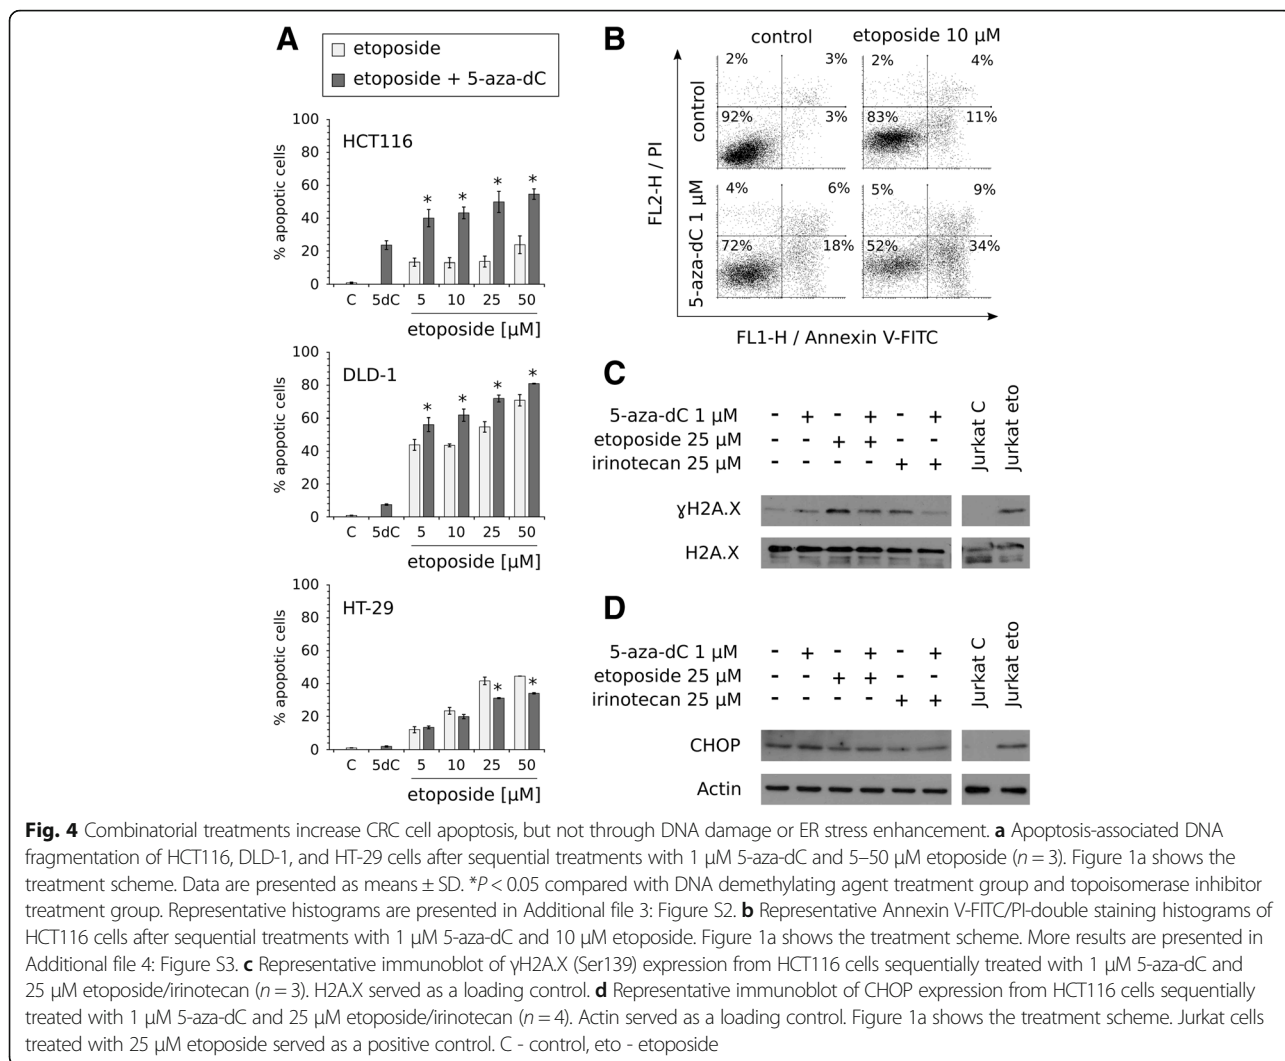 A
etoposide
etoposide + 5-aza-dC
HCT116
% apopotic cells
100
80
60
40
20
0
* * * *
C 5dC 5 10 25 50
etoposide [µM]
DLD-1
% apopotic cells
100
80
60
40
20
0
* * * *
C 5dC 5 10 25 50
etoposide [µM]
HT-29
% apopotic cells
100
80
60
40
20
0
* *
C 5dC 5 10 25 50
etoposide [µM]
B
control etoposide 10 µM
control
2% 3%
92% 3%
2% 4%
83% 11%
5-aza-dC 1 µM
4% 6%
72% 18%
5% 9%
52% 34%
FL2-H / PI
FL1-H / Annexin V-FITC
C
5-aza-dC 1 µM - + - + - +
etoposide 25 µM - - + + - -
irinotecan 25 µM - - - - + +
Jurkat C
Jurkat eto
ɣH2A.X
H2A.X
D
5-aza-dC 1 µM - + - + - +
etoposide 25 µM - - + + - -
irinotecan 25 µM - - - - + +
Jurkat C
Jurkat eto
CHOP
Actin
Fig. 4 Combinatorial treatments increase CRC cell apoptosis, but not through DNA damage or ER stress enhancement. a Apoptosis-associated DNA
fragmentation of HCT116, DLD-1, and HT-29 cells after sequential treatments with 1 μM 5-aza-dC and 5–50 μM etoposide (n = 3). Figure 1a shows the
treatment scheme. Data are presented as means ± SD. *P < 0.05 compared with DNA demethylating agent treatment group and topoisomerase inhibitor
treatment group. Representative histograms are presented in Additional file 3: Figure S2. b Representative Annexin V-FITC/PI-double staining histograms of
HCT116 cells after sequential treatments with 1 μM 5-aza-dC and 10 μM etoposide. Figure 1a shows the treatment scheme. More results are presented in
Additional file 4: Figure S3. c Representative immunoblot of γH2A.X (Ser139) expression from HCT116 cells sequentially treated with 1 μM 5-aza-dC and
25 μM etoposide/irinotecan (n = 3). H2A.X served as a loading control. d Representative immunoblot of CHOP expression from HCT116 cells sequentially
treated with 1 μM 5-aza-dC and 25 μM etoposide/irinotecan (n = 4). Actin served as a loading control. Figure 1a shows the treatment scheme. Jurkat cells
treated with 25 μM etoposide served as a positive control. C - control, eto - etoposide